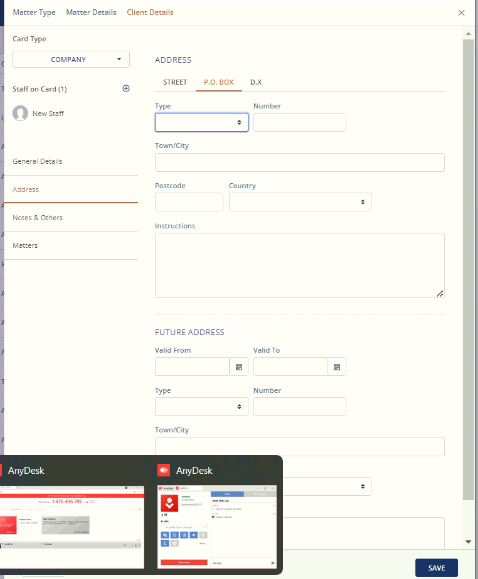 Matter Type Matter Details Client Details
Card Type
COMPANY
ADDRESS
Staff on Card (1)
STREET P.O. BOX D.X
New Staff
Type Number
Town/City
General Details
Address
Postcode Country
Notes & Others
Instructions
Matters
FUTURE ADDRESS
Valid From Valid To
Type Number
Town/City
AnyDesk AnyDesk
SAVE